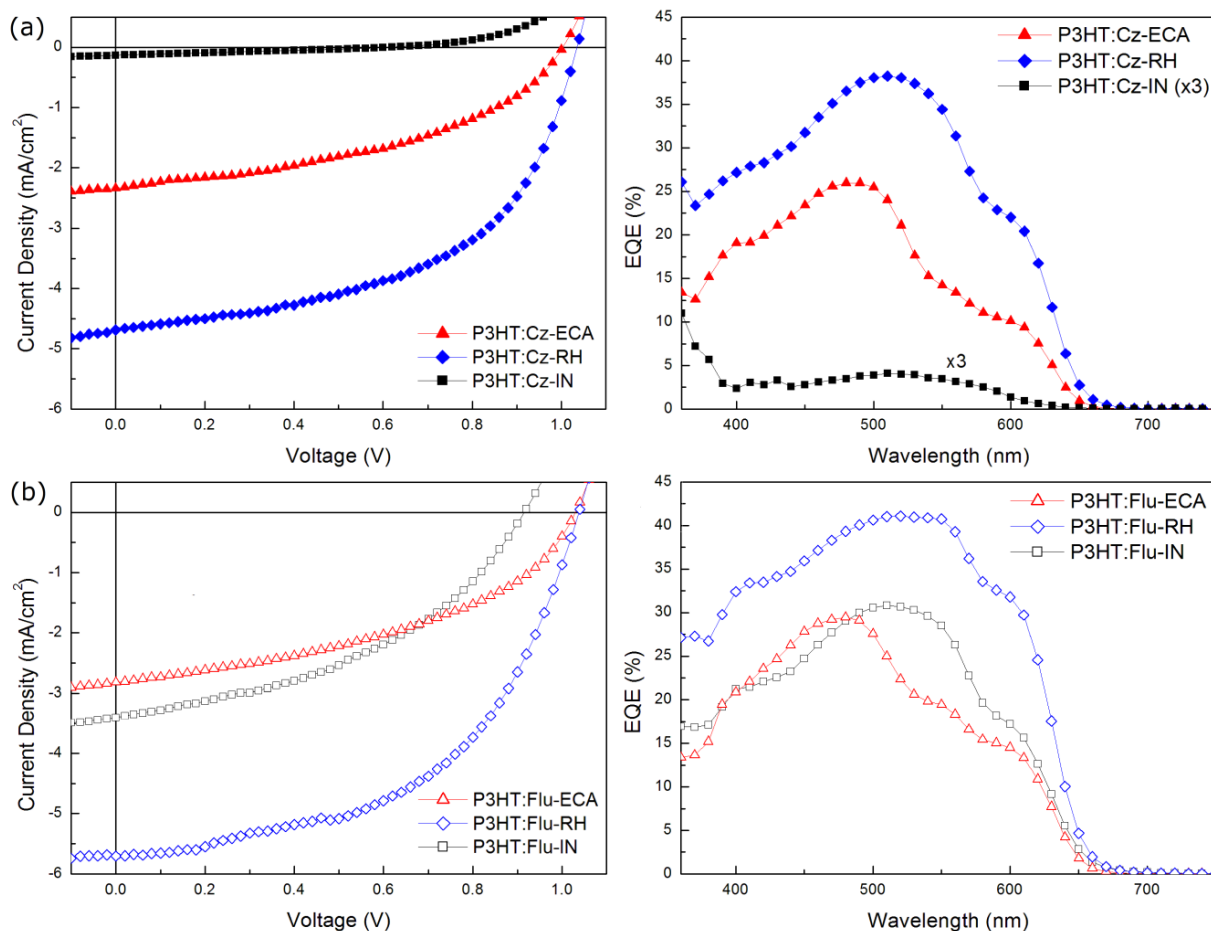 (a)
0
-1
-2
-3
-4
-5
-6
Current Density (mA/cm²)
0.0 0.2 0.4 0.6 0.8 1.0
Voltage (V)
P3HT:Cz-ECA
P3HT:Cz-RH
P3HT:Cz-IN
45
40
35
30
25
20
15
10
5
0
EQE (%)
400 500 600 700
Wavelength (nm)
P3HT:Cz-ECA
P3HT:Cz-RH
P3HT:Cz-IN (x3)
x3
(b)
0
-1
-2
-3
-4
-5
-6
Current Density (mA/cm²)
0.0 0.2 0.4 0.6 0.8 1.0
Voltage (V)
P3HT:Flu-ECA
P3HT:Flu-RH
P3HT:Flu-IN
45
40
35
30
25
20
15
10
5
0
EQE (%)
400 500 600 700
Wavelength (nm)
P3HT:Flu-ECA
P3HT:Flu-RH
P3HT:Flu-IN